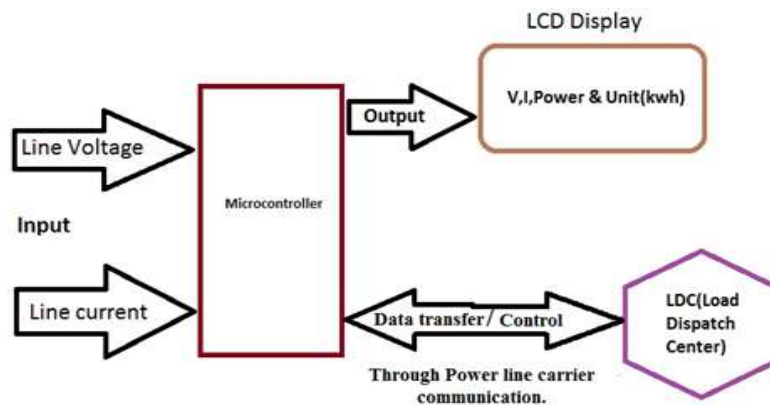 LCD Display
V,I,Power & Unit(kwh)
Output
Line Voltage
Microcontroller
Input
Line current
Data transfer/ Control
LDC(Load
Dispatch
Center)
Through Power line carrier
communication.